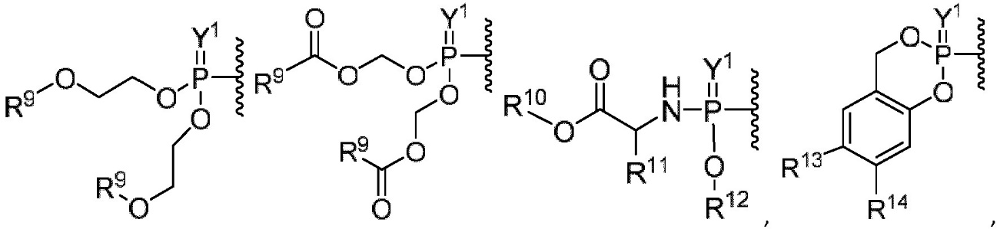 R⁹ O O P Y¹ O O R⁹
R⁹ O O O P Y¹ O O R⁹ O
R¹⁰ O O R¹¹ H N P Y¹ O R¹² ,
R¹³ R¹⁴ O P Y¹ O ,